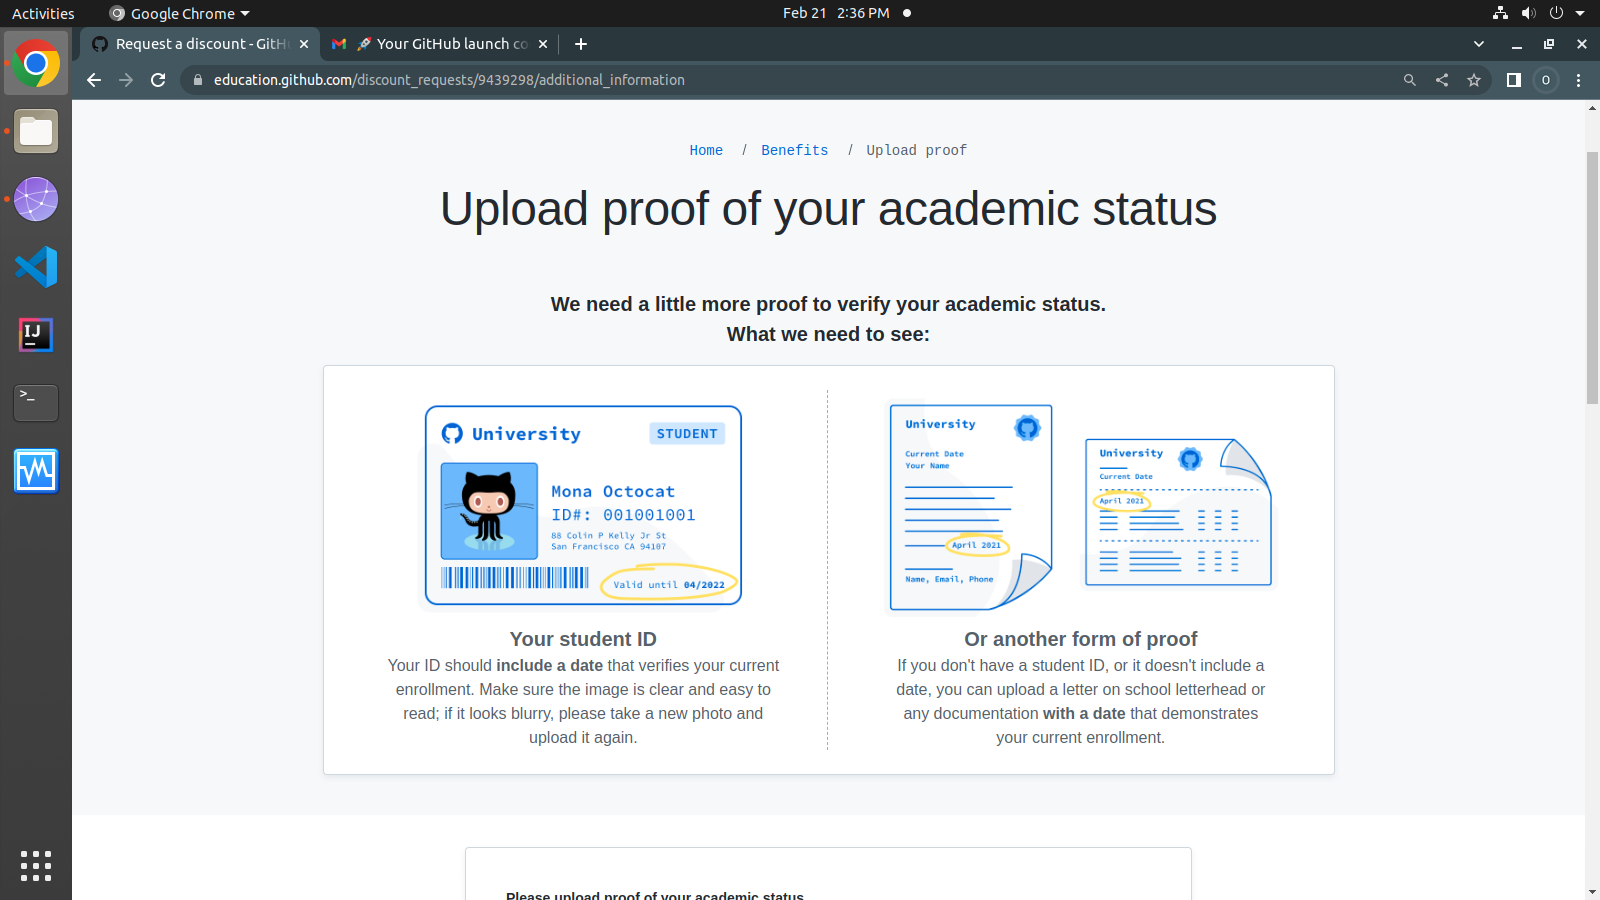 Activities
Google Chrome
Feb 21 2:36 PM
Request a discount - GitH
🚀 Your GitHub launch co
education.github.com/discount_requests/9439298/additional_information
O
Home / Benefits / Upload proof
Upload proof of your academic status
We need a little more proof to verify your academic status.
What we need to see:
University
STUDENT
Mona Octocat
ID#: 001001001
88 Colin P Kelly Jr St
San Francisco CA 94107
Valid until 04/2022
University
Current Date
Your Name
April 2021
Name, Email, Phone
University
Current Date
April 2021
Your student ID
Your ID should include a date that verifies your current
enrollment. Make sure the image is clear and easy to
read; if it looks blurry, please take a new photo and
upload it again.
Or another form of proof
If you don't have a student ID, or it doesn't include a
date, you can upload a letter on school letterhead or
any documentation with a date that demonstrates
your current enrollment.
Please upload proof of your academic status
IJ
>_